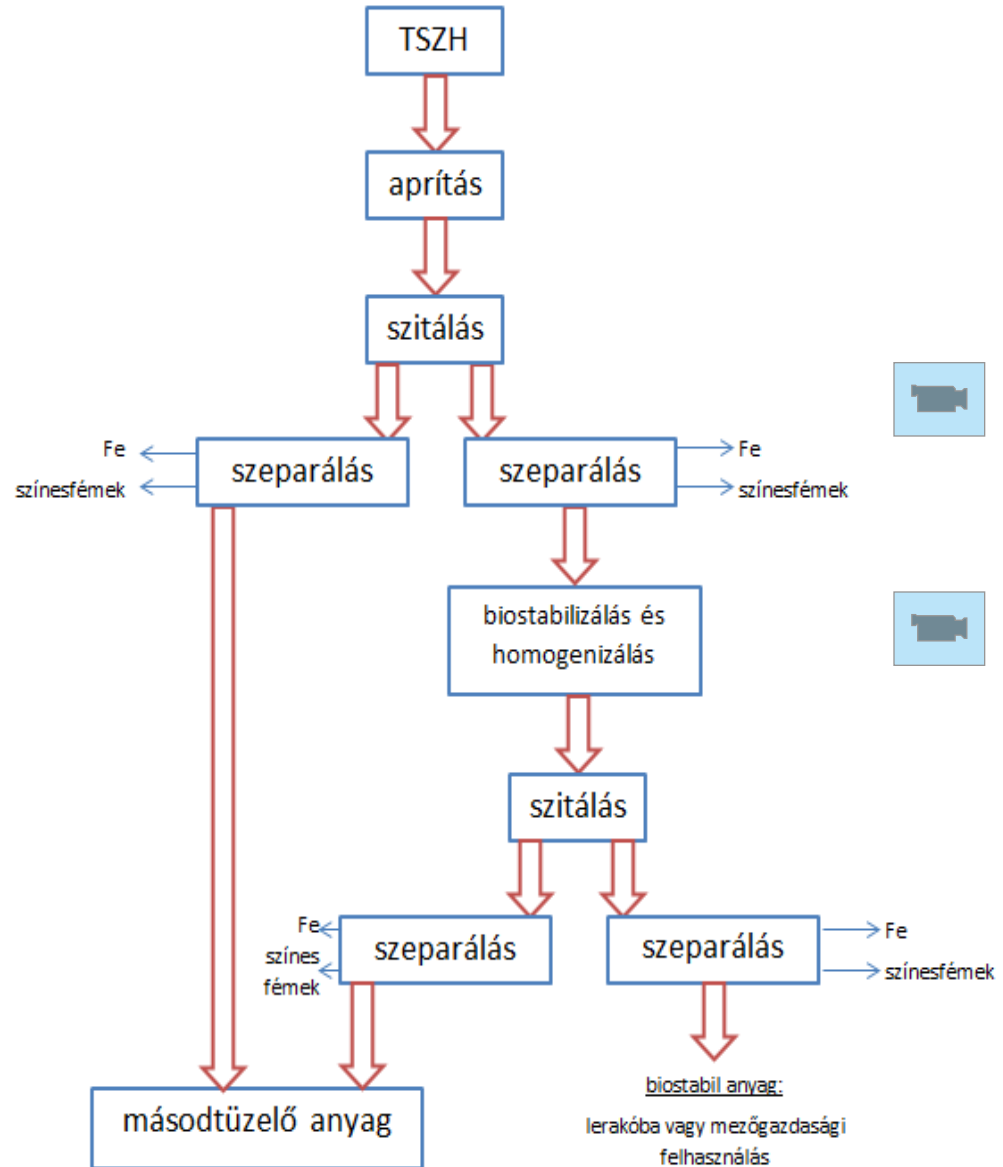 TSZH
aprítás
szitálás
Fe
színesfémek
szeparálás
szeparálás
Fe
színesfémek
biostabilizálás és
homogenizálás
szitálás
Fe
színes
fémek
szeparálás
szeparálás
Fe
színesfémek
másodtüzelő anyag
biostabil anyag:
lerakóba vagy mezőgazdasági
felhasználás